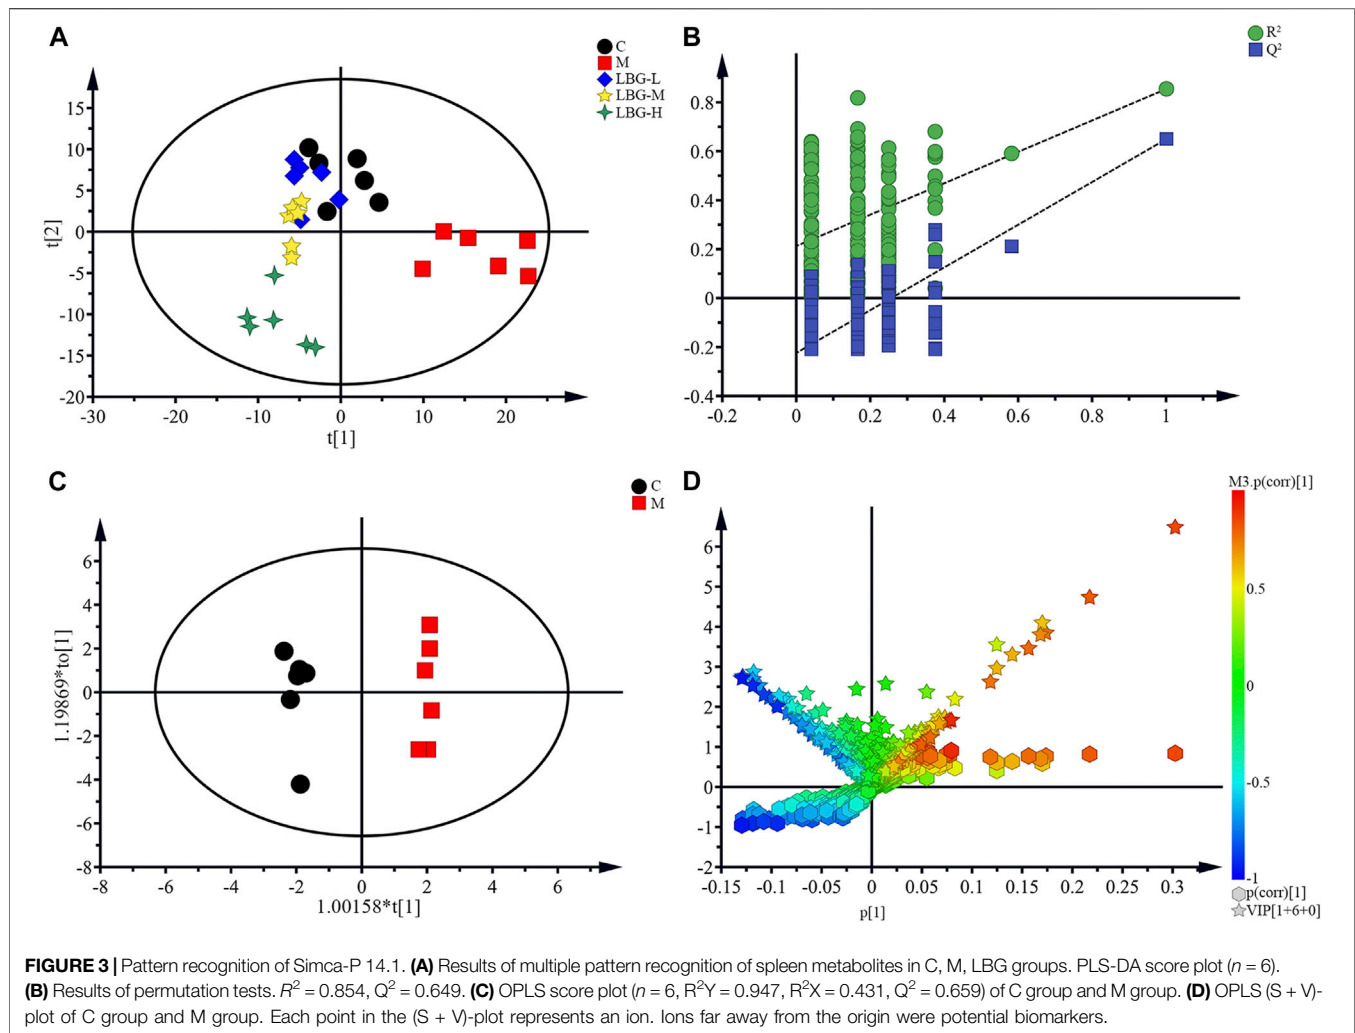 A
C
M
LBG-L
LBG-M
LBG-H
15
10
5
0
-5
-10
-15
-20
t[2]
-30 -20 -10 0 10 20
t[1]
B
R²
Q²
0.8
0.6
0.4
0.2
0
-0.2
-0.4
-0.2 0 0.2 0.4 0.6 0.8 1
C
C
M
6
4
2
0
-2
-4
-6
-8
1.19869*to[1]
-8 -6 -4 -2 0 2 4 6
1.00158*t[1]
D
M3.p(corr)[1]
6
5
4
3
2
1
0
-1
-2
-0.15 -0.1 -0.05 0 0.05 0.1 0.15 0.2 0.25 0.3
p[1]
0.5
0
-0.5
-1
p(corr)[1]
VIP[1+6+0]
FIGURE 3 | Pattern recognition of Simca-P 14.1. (A) Results of multiple pattern recognition of spleen metabolites in C, M, LBG groups. PLS-DA score plot (n = 6).
(B) Results of permutation tests. R² = 0.854, Q² = 0.649. (C) OPLS score plot (n = 6, R²Y = 0.947, R²X = 0.431, Q² = 0.659) of C group and M group. (D) OPLS (S + V)-
plot of C group and M group. Each point in the (S + V)-plot represents an ion. Ions far away from the origin were potential biomarkers.